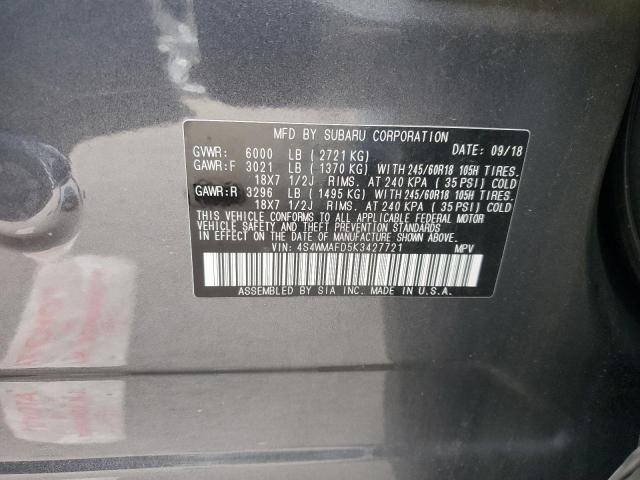 MFD BY SUBARU CORPORATION DATE: 09/18
GVWR: 6000 LB ( 2721 KG)
GAWR:F 3021 LB ( 1370 KG) WITH 245/60R18 105H TIRES.
18X7 1/2J RIMS. AT 240 KPA ( 35 PSI) COLD
GAWR:R 3296 LB ( 1495 KG) WITH 245/60R18 105H TIRES.
18X7 1/2J RIMS. AT 240 KPA ( 35 PSI) COLD
THIS VEHICLE CONFORMS TO ALL APPLICABLE FEDERAL MOTOR
VEHICLE SAFETY AND THEFT PREVENTION STANDARDS IN
EFFECT ON THE DATE OF MANUFACTURE SHOWN ABOVE.
VIN: 4S4WMAFD5K3427721 MPV
ASSEMBLED BY SIA INC. MADE IN U.S.A.